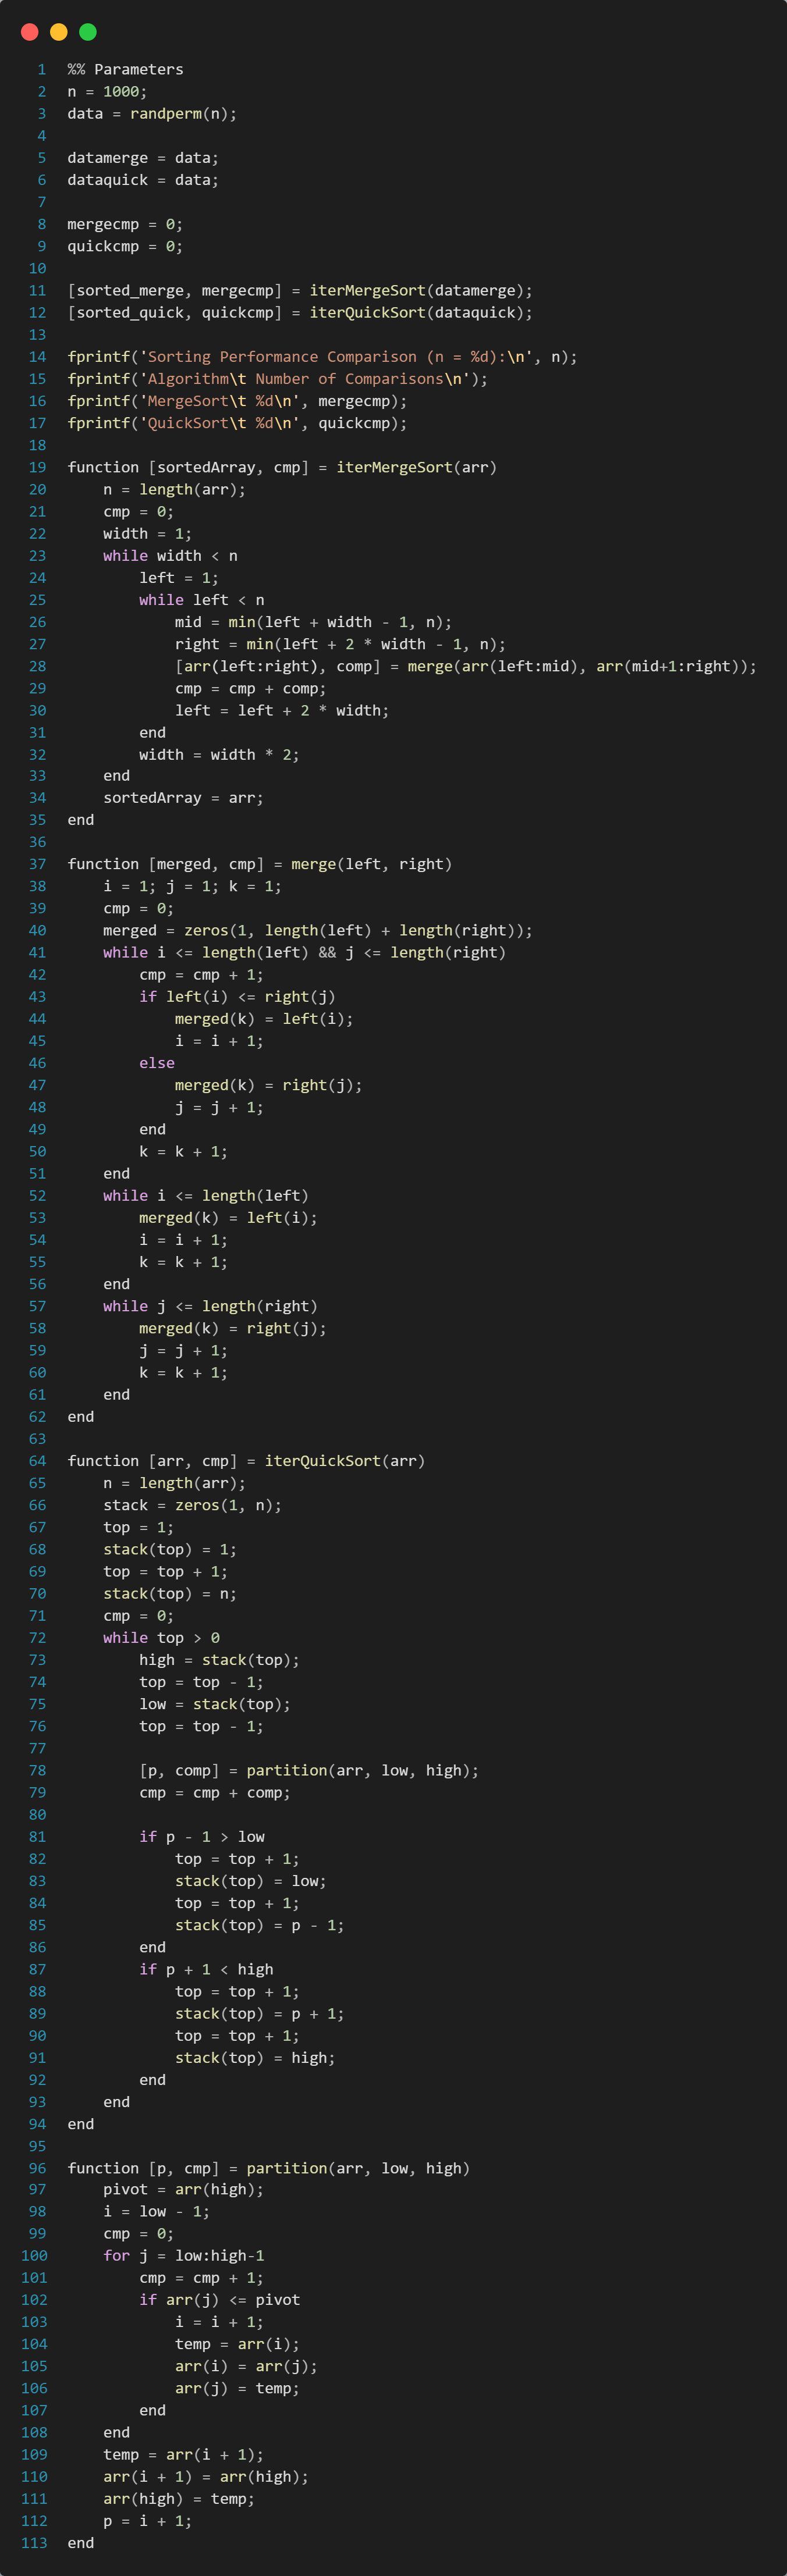 1 %% Parameters
2 n = 1000;
3 data = randperm(n);
4
5 datamerge = data;
6 dataquick = data;
7
8 mergecmp = 0;
9 quickcmp = 0;
10
11 [sorted_merge, mergecmp] = iterMergeSort(datamerge);
12 [sorted_quick, quickcmp] = iterQuickSort(dataquick);
13
14 fprintf('Sorting Performance Comparison (n = %d):\n', n);
15 fprintf('Algorithm\t Number of Comparisons\n');
16 fprintf('MergeSort\t %d\n', mergecmp);
17 fprintf('QuickSort\t %d\n', quickcmp);
18
19 function [sortedArray, cmp] = iterMergeSort(arr)
20     n = length(arr);
21     cmp = 0;
22     width = 1;
23     while width < n
24         left = 1;
25         while left < n
26             mid = min(left + width - 1, n);
27             right = min(left + 2 * width - 1, n);
28             [arr(left:right), comp] = merge(arr(left:mid), arr(mid+1:right));
29             cmp = cmp + comp;
30             left = left + 2 * width;
31         end
32         width = width * 2;
33     end
34     sortedArray = arr;
35 end
36
37 function [merged, cmp] = merge(left, right)
38     i = 1; j = 1; k = 1;
39     cmp = 0;
40     merged = zeros(1, length(left) + length(right));
41     while i <= length(left) && j <= length(right)
42         cmp = cmp + 1;
43         if left(i) <= right(j)
44             merged(k) = left(i);
45             i = i + 1;
46         else
47             merged(k) = right(j);
48             j = j + 1;
49         end
50         k = k + 1;
51     end
52     while i <= length(left)
53         merged(k) = left(i);
54         i = i + 1;
55         k = k + 1;
56     end
57     while j <= length(right)
58         merged(k) = right(j);
59         j = j + 1;
60         k = k + 1;
61     end
62 end
63
64 function [arr, cmp] = iterQuickSort(arr)
65     n = length(arr);
66     stack = zeros(1, n);
67     top = 1;
68     stack(top) = 1;
69     top = top + 1;
70     stack(top) = n;
71     cmp = 0;
72     while top > 0
73         high = stack(top);
74         top = top - 1;
75         low = stack(top);
76         top = top - 1;
77
78         [p, comp] = partition(arr, low, high);
79         cmp = cmp + comp;
80
81         if p - 1 > low
82             top = top + 1;
83             stack(top) = low;
84             top = top + 1;
85             stack(top) = p - 1;
86         end
87         if p + 1 < high
88             top = top + 1;
89             stack(top) = p + 1;
90             top = top + 1;
91             stack(top) = high;
92         end
93     end
94 end
95
96 function [p, cmp] = partition(arr, low, high)
97     pivot = arr(high);
98     i = low - 1;
99     cmp = 0;
100     for j = low:high-1
101         cmp = cmp + 1;
102         if arr(j) <= pivot
103             i = i + 1;
104             temp = arr(i);
105             arr(i) = arr(j);
106             arr(j) = temp;
107         end
108     end
109     temp = arr(i + 1);
110     arr(i + 1) = arr(high);
111     arr(high) = temp;
112     p = i + 1;
113 end